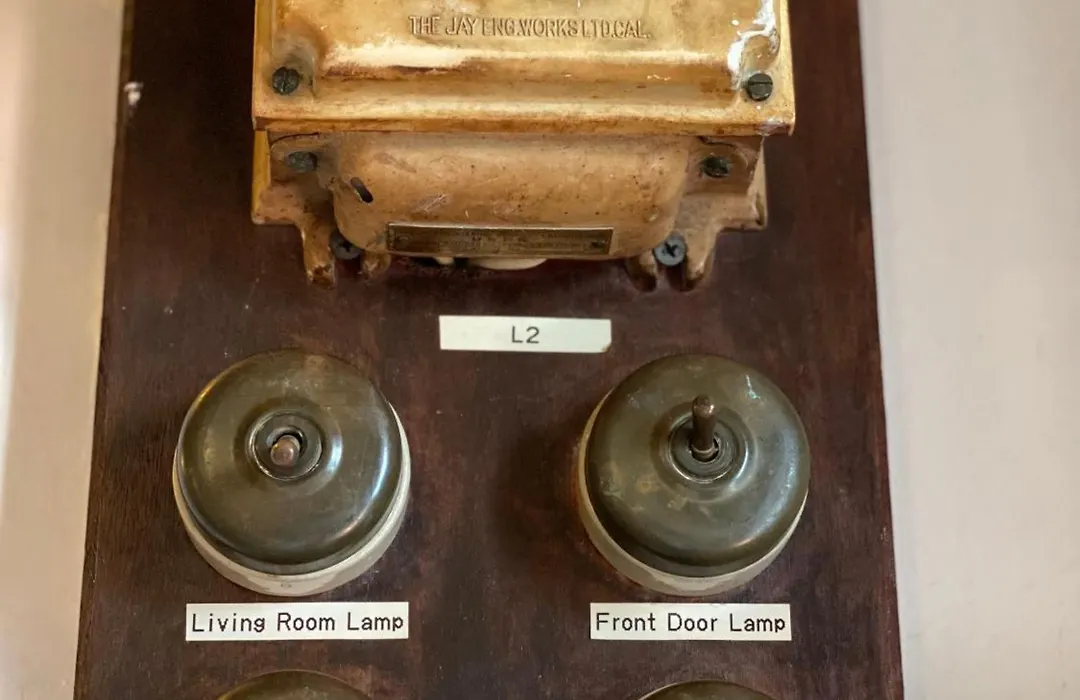 THE JAY ENG.WORKS LTD.CAL.
L2
Living Room Lamp
Front Door Lamp